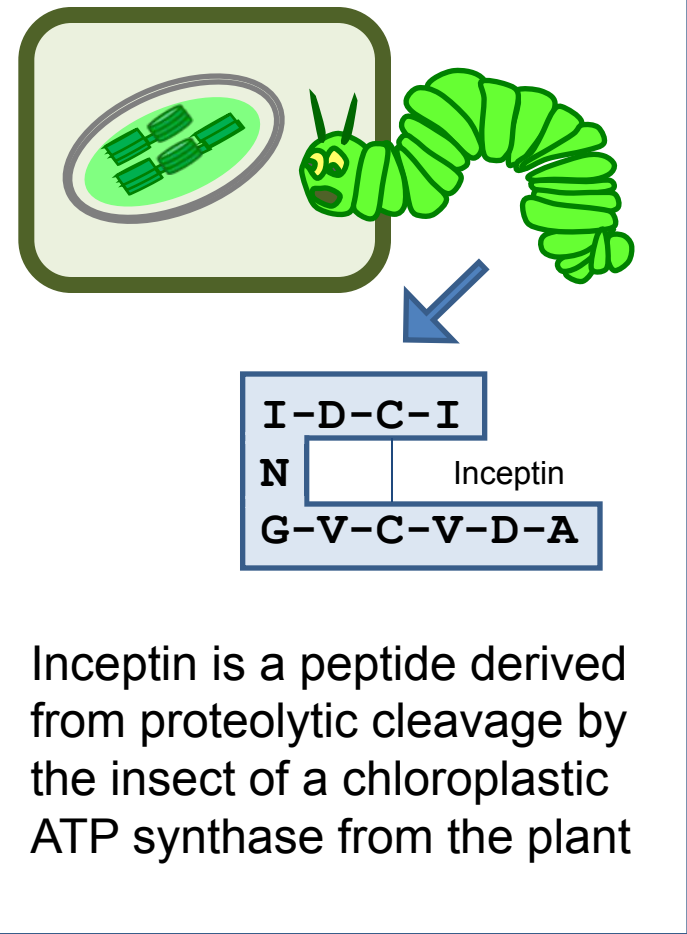 I-D-C-I
N
Inceptin
G-V-C-V-D-A
Inceptin is a peptide derived
from proteolytic cleavage by
the insect of a chloroplastic
ATP synthase from the plant